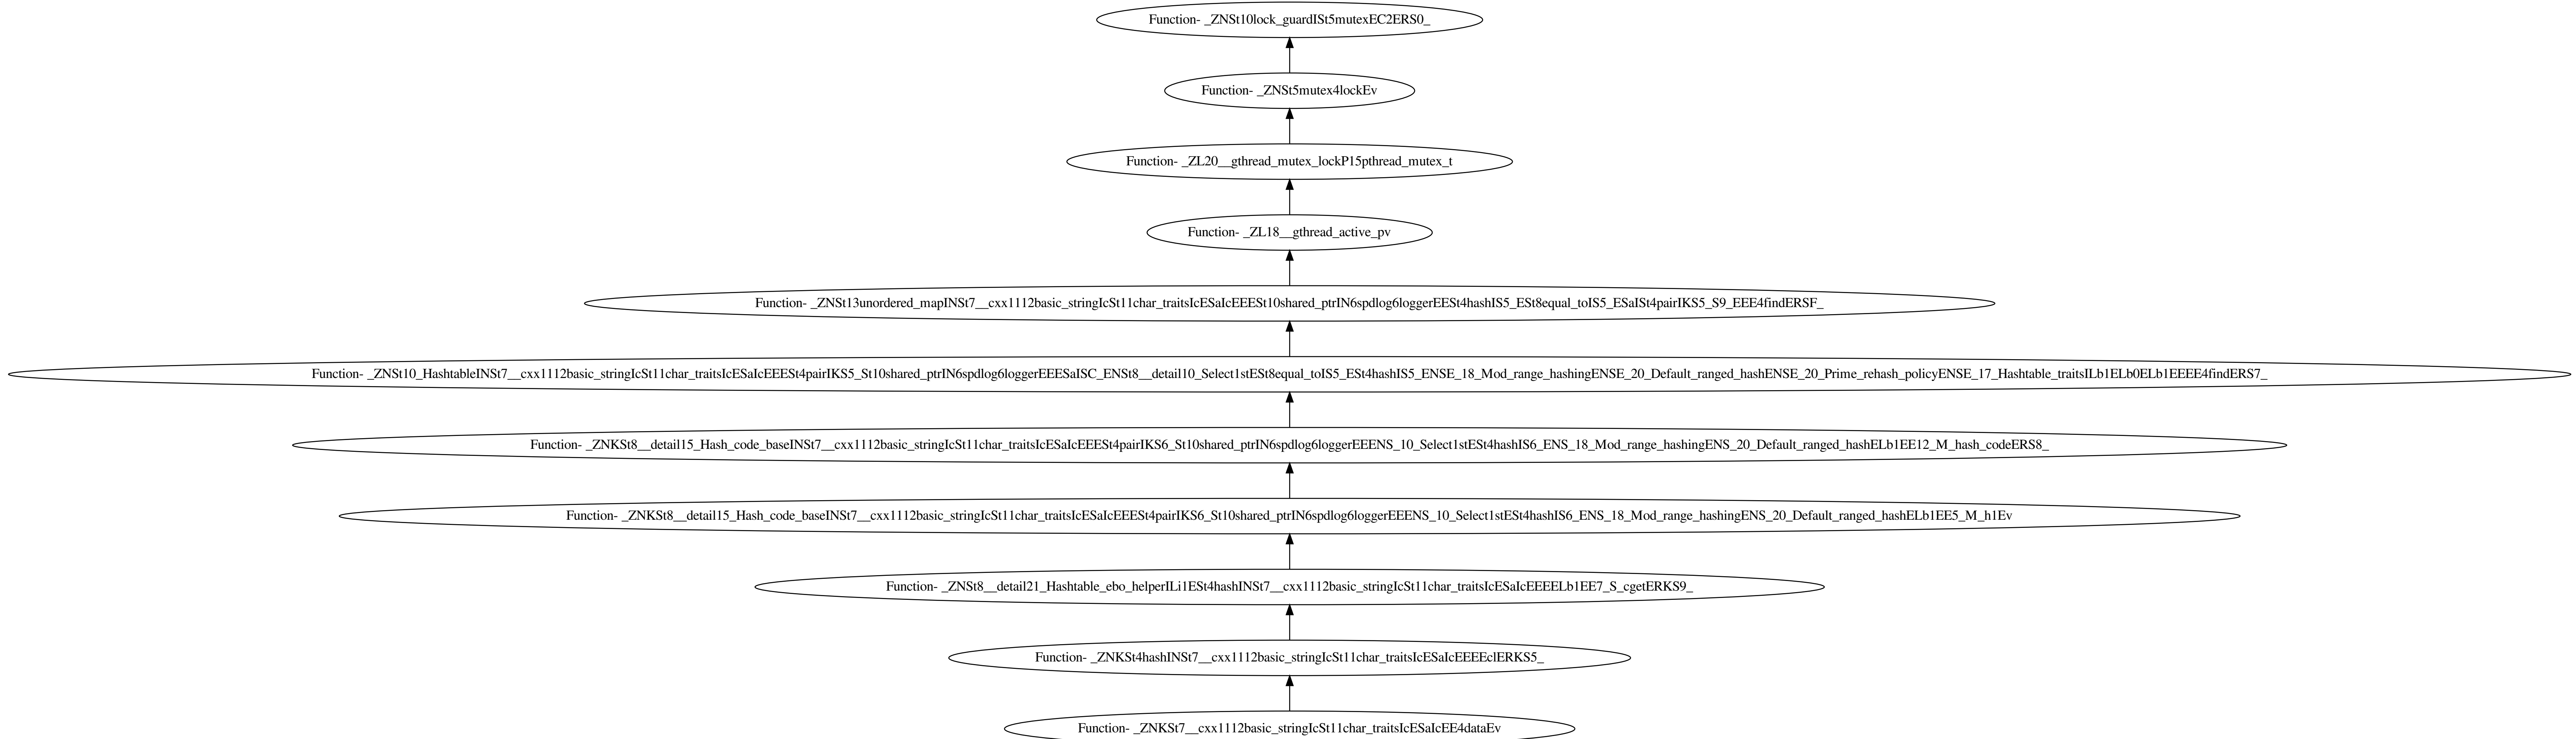 Function- _ZNSt10lock_guardISt5mutexEC2ERS0_
Function- _ZNSt5mutex4lockEv
Function- _ZL20__gthread_mutex_lockP15pthread_mutex_t
Function- _ZL18__gthread_active_pv
Function- _ZNSt13unordered_mapINSt7__cxx1112basic_stringIcSt11char_traitsIcESaIcEEESt10shared_ptrIN6spdlog6loggerEESt4hashIS5_ESt8equal_toIS5_ESaISt4pairIKS5_S9_EEE4findERSF_
Function- _ZNSt10_HashtableINSt7__cxx1112basic_stringIcSt11char_traitsIcESaIcEEESt4pairIKS5_St10shared_ptrIN6spdlog6loggerEEESaISC_ENSt8__detail10_Select1stESt8equal_toIS5_ESt4hashIS5_ENSE_18_Mod_range_hashingENSE_20_Default_ranged_hashENSE_20_Prime_rehash_policyENSE_17_Hashtable_traitsILb1ELb0ELb1EEEE4findERS7_
Function- _ZNKSt8__detail15_Hash_code_baseINSt7__cxx1112basic_stringIcSt11char_traitsIcESaIcEEESt4pairIKS6_St10shared_ptrIN6spdlog6loggerEEENS_10_Select1stESt4hashIS6_ENS_18_Mod_range_hashingENS_20_Default_ranged_hashELb1EE12_M_hash_codeERS8_
Function- _ZNKSt8__detail15_Hash_code_baseINSt7__cxx1112basic_stringIcSt11char_traitsIcESaIcEEESt4pairIKS6_St10shared_ptrIN6spdlog6loggerEEENS_10_Select1stESt4hashIS6_ENS_18_Mod_range_hashingENS_20_Default_ranged_hashELb1EE5_M_h1Ev
Function- _ZNSt8__detail21_Hashtable_ebo_helperILi1ESt4hashINSt7__cxx1112basic_stringIcSt11char_traitsIcESaIcEEEELb1EE7_S_cgetERKS9_
Function- _ZNKSt4hashINSt7__cxx1112basic_stringIcSt11char_traitsIcESaIcEEEEclERKS5_
Function- _ZNKSt7__cxx1112basic_stringIcSt11char_traitsIcESaIcEE4dataEv